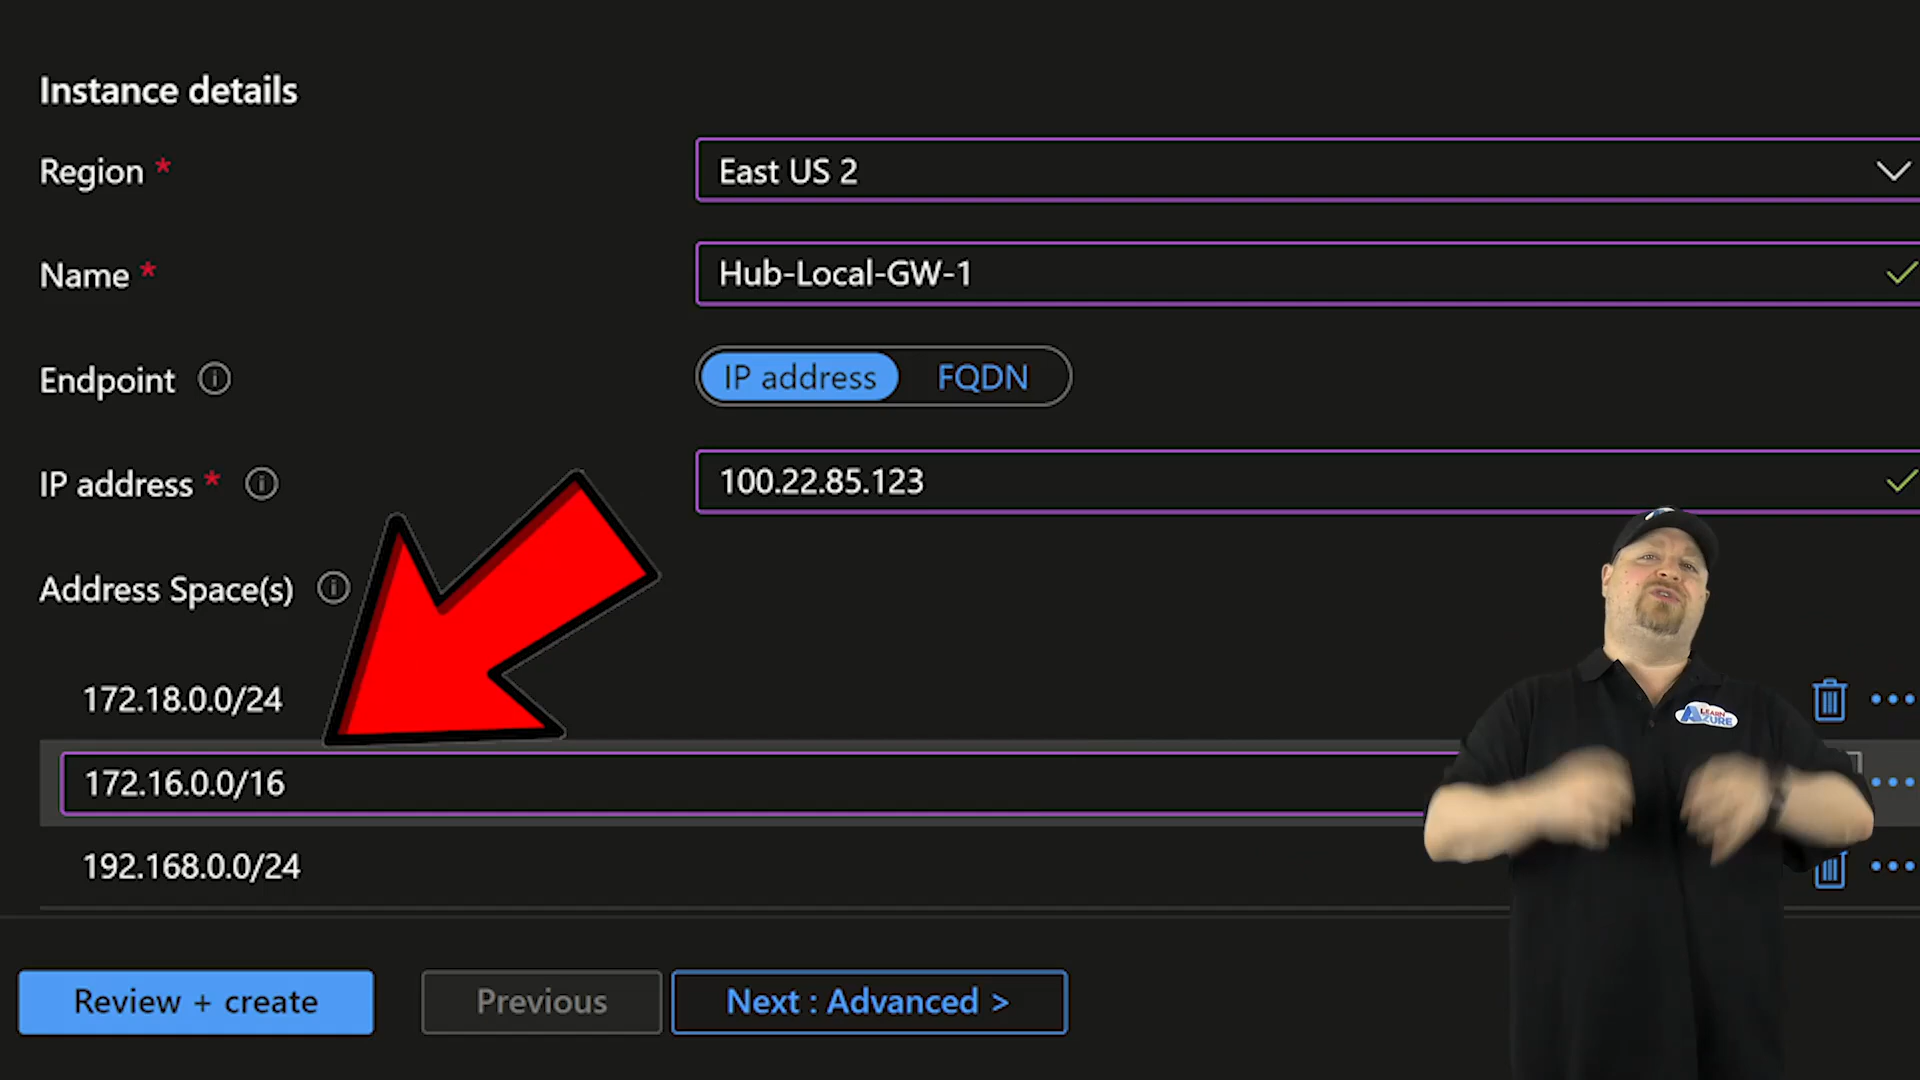 Instance details
Region *
East US 2
Name *
Hub-Local-GW-1
Endpoint
IP address
FQDN
IP address *
100.22.85.123
Address Space(s)
172.18.0.0/24
172.16.0.0/16
192.168.0.0/24
LEARN
AZURE
Review + create
Previous
Next : Advanced >